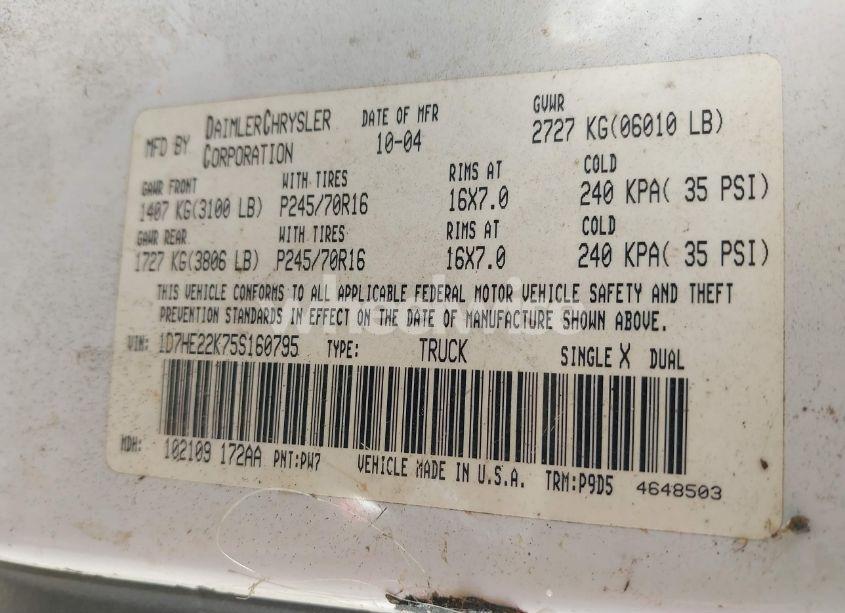 MFD BY DAIMLERCHRYSLER CORPORATION DATE OF MFR 10-04 GVWR 2727 KG(06010 LB)
GAWR FRONT WITH TIRES RIMS AT COLD
1407 KG(3100 LB) P245/70R16 16X7.0 240 KPA( 35 PSI)
GAWR REAR WITH TIRES RIMS AT COLD
1727 KG(3806 LB) P245/70R16 16X7.0 240 KPA( 35 PSI)
THIS VEHICLE CONFORMS TO ALL APPLICABLE FEDERAL MOTOR VEHICLE SAFETY AND THEFT
PREVENTION STANDARDS IN EFFECT ON THE DATE OF MANUFACTURE SHOWN ABOVE.
VIN: 1D7HE22K75S160795 TYPE: TRUCK SINGLE X DUAL
MDH: 102109 172AA PNT:PW7 VEHICLE MADE IN U.S.A. TRM:P9D5 4648503